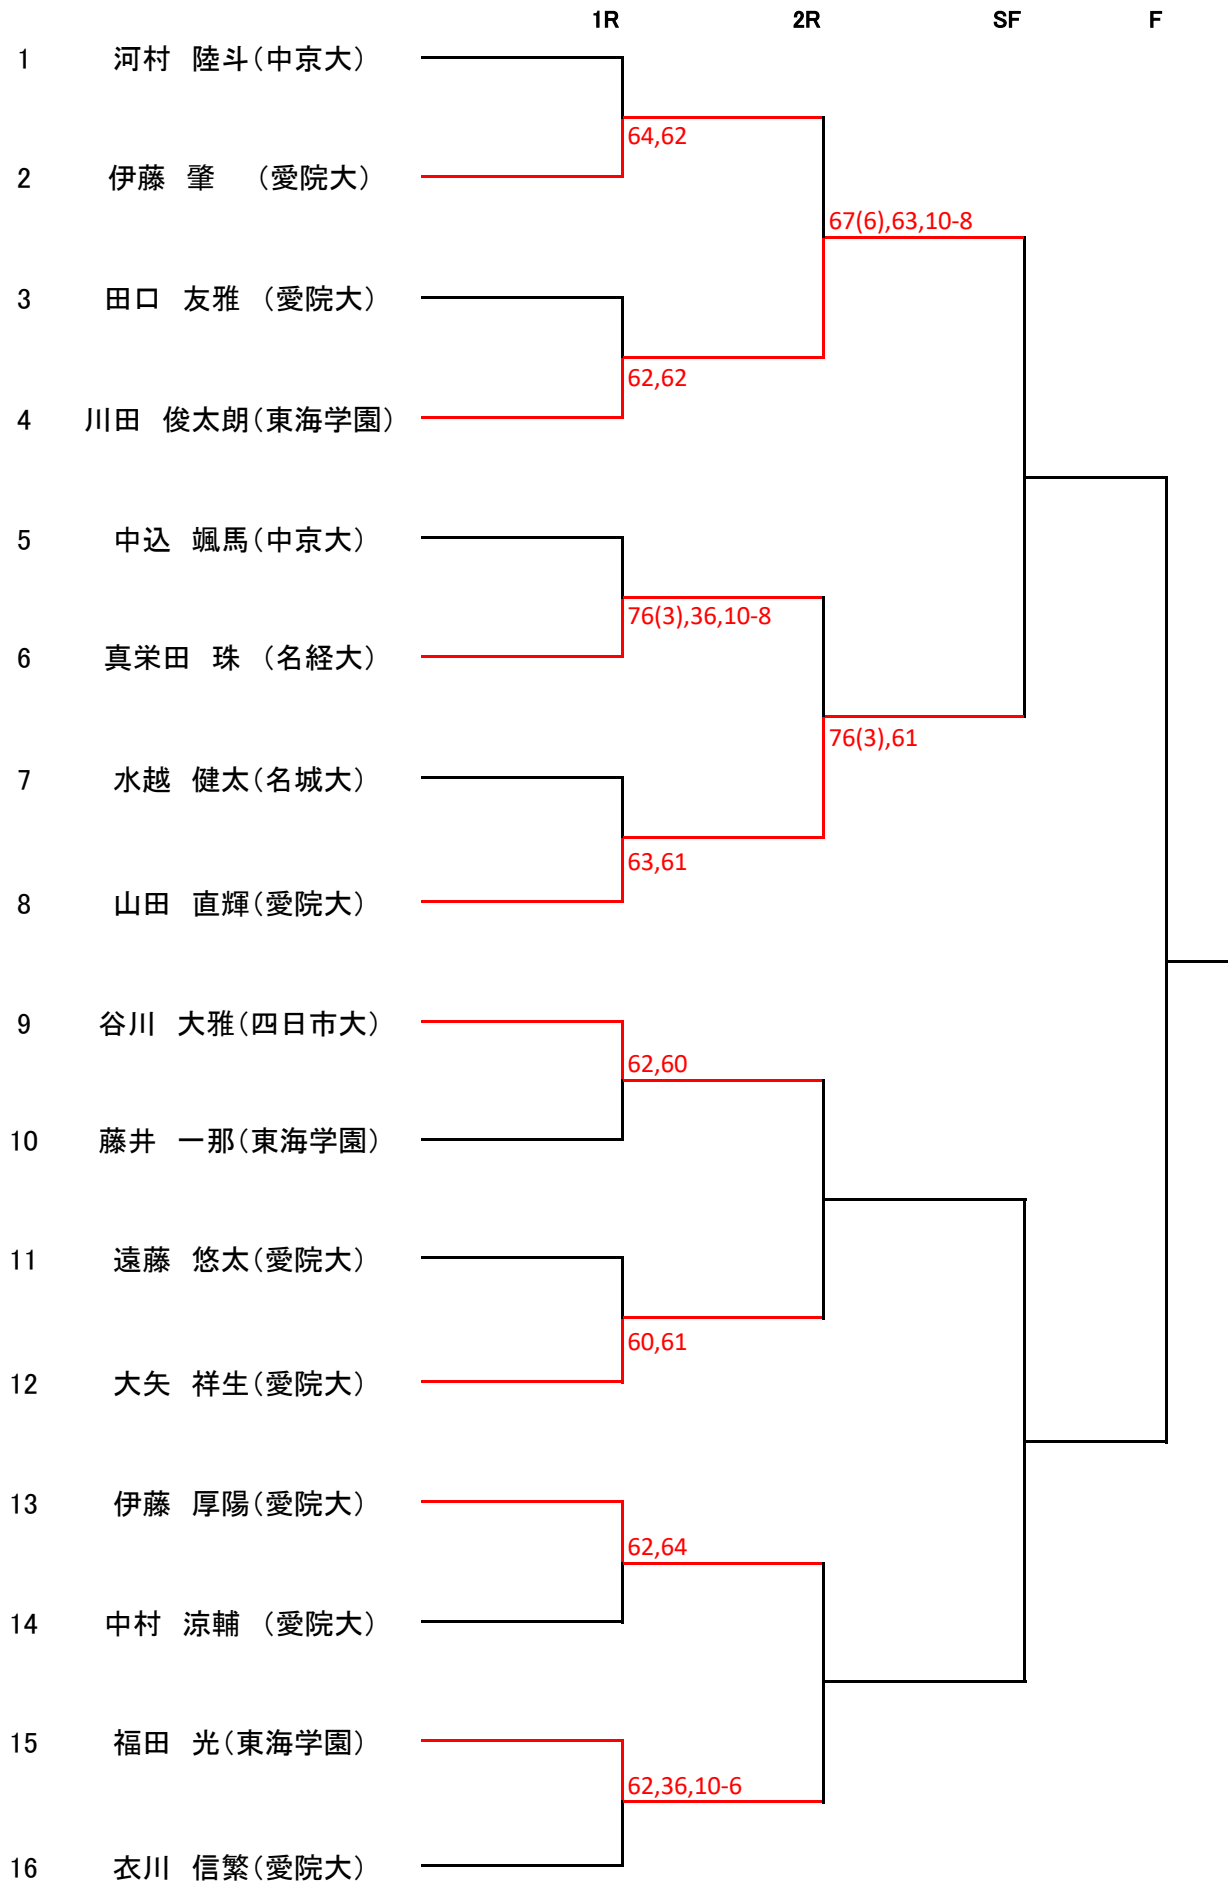 1R 2R SF F
1 河村 陸斗(中京大)
64,62
2 伊藤 肇 (愛院大)
67(6),63,10-8
3 田口 友雅 (愛院大)
62,62
4 川田 俊太朗(東海学園)
5 中込 颯馬(中京大)
76(3),36,10-8
6 真栄田 珠 (名経大)
76(3),61
7 水越 健太(名城大)
63,61
8 山田 直輝(愛院大)
9 谷川 大雅(四日市大)
62,60
10 藤井 一那(東海学園)
11 遠藤 悠太(愛院大)
60,61
12 大矢 祥生(愛院大)
13 伊藤 厚陽(愛院大)
62,64
14 中村 涼輔 (愛院大)
15 福田 光(東海学園)
62,36,10-6
16 衣川 信繁(愛院大)